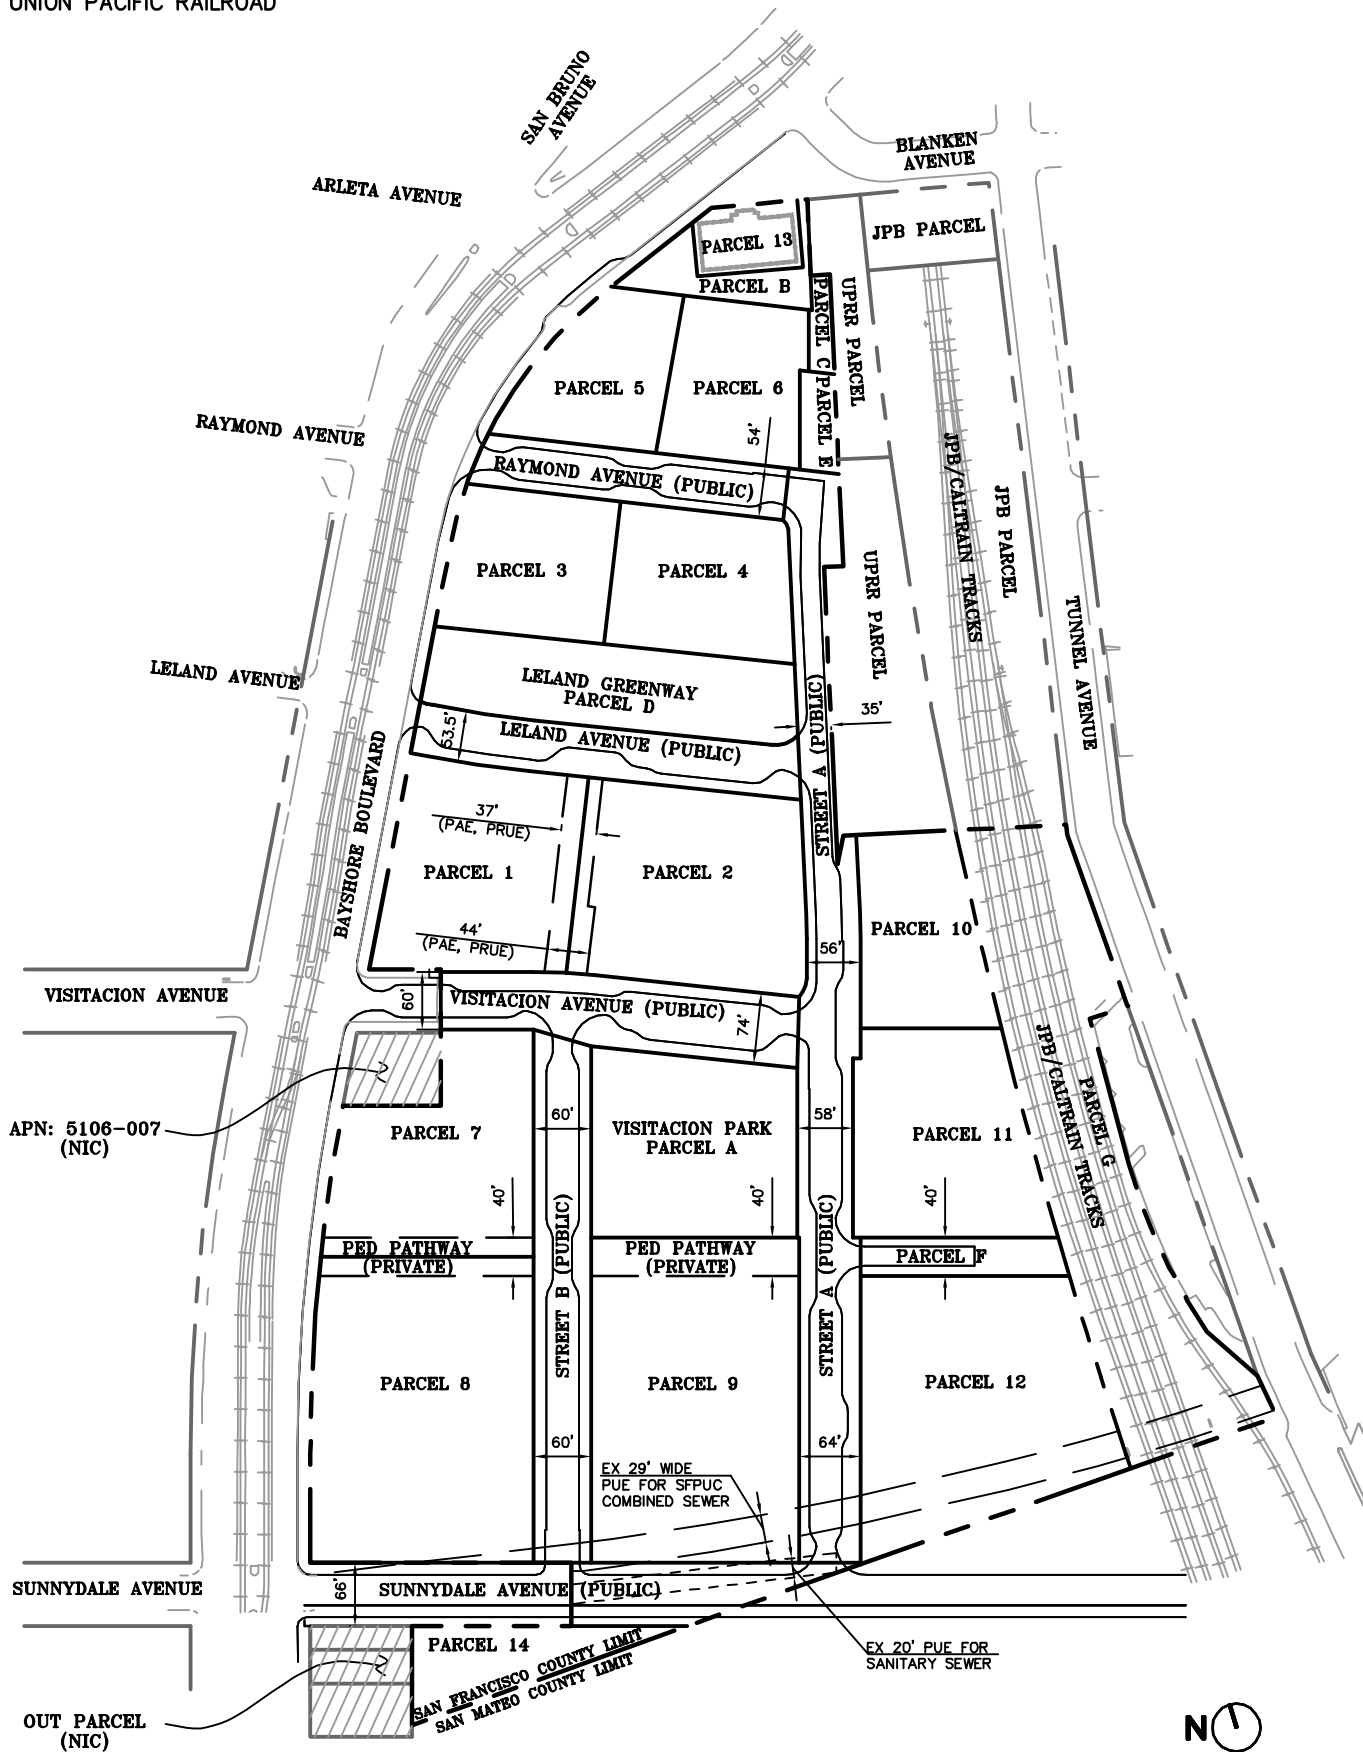 UNION PACIFIC RAILROAD
SAN BRUNO
AVENUE
BLANKEN
AVENUE
ARLETA AVENUE
JPB PARCEL
PARCEL 13
PARCEL B
PARCEL C
UPRR PARCEL
PARCEL 5
PARCEL 6
PARCEL E
54'
RAYMOND AVENUE
RAYMOND AVENUE (PUBLIC)
JPB/CALTRAIN TRACKS
JPB PARCEL
PARCEL 3
PARCEL 4
UPRR PARCEL
TUNNEL AVENUE
LELAND AVENUE
LELAND GREENWAY
PARCEL D
35'
53.5'
LELAND AVENUE (PUBLIC)
STREET A (PUBLIC)
BAYSHORE BOULEVARD
37'
(PAE, PRUE)
PARCEL 1
PARCEL 2
44'
(PAE, PRUE)
PARCEL 10
56'
VISITACION AVENUE
60'
VISITACION AVENUE (PUBLIC)
74'
JPB/CALTRAIN TRACKS
PARCEL G
APN: 5106-007
(NIC)
PARCEL 7
60'
VISITACION PARK
PARCEL A
58'
PARCEL 11
40'
40'
40'
PED PATHWAY
(PRIVATE)
STREET B (PUBLIC)
PED PATHWAY
(PRIVATE)
STREET A (PUBLIC)
PARCEL F
PARCEL 8
PARCEL 9
PARCEL 12
60'
64'
EX 29' WIDE
PUE FOR SFPUC
COMBINED SEWER
SUNNYDALE AVENUE
66'
SUNNYDALE AVENUE (PUBLIC)
PARCEL 14
SAN FRANCISCO COUNTY LIMIT
SAN MATEO COUNTY LIMIT
EX 20' PUE FOR
SANITARY SEWER
OUT PARCEL
(NIC)
N